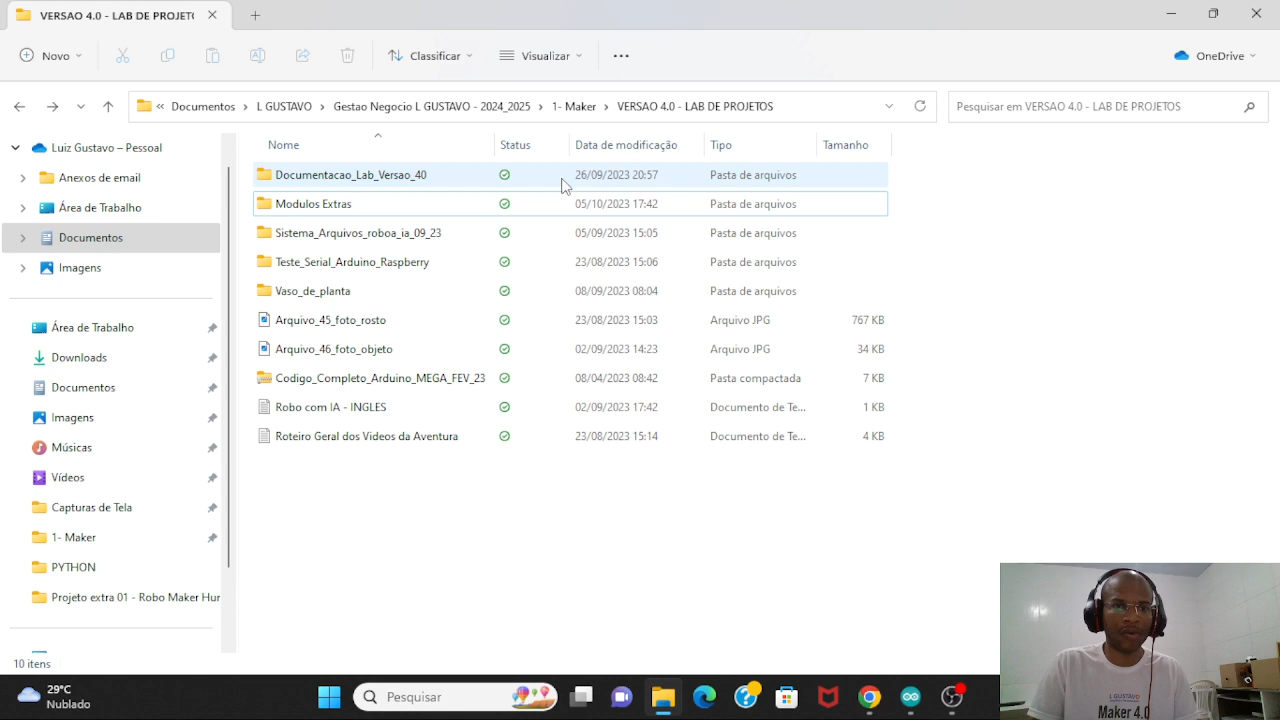 VERSAO 4.0 - LAB DE PROJET
Novo
Classificar
Visualizar
OneDrive
« Documentos > L GUSTAVO > Gestao Negocio L GUSTAVO - 2024_2025 > 1- Maker > VERSAO 4.0 - LAB DE PROJETOS
Pesquisar em VERSAO 4.0 - LAB DE PROJETOS
Luiz Gustavo – Pessoal
Anexos de email
Área de Trabalho
Documentos
Imagens
Área de Trabalho
Downloads
Documentos
Imagens
Músicas
Vídeos
Capturas de Tela
1- Maker
PYTHON
Projeto extra 01 - Robo Maker Hur
10 itens
Nome Status Data de modificação Tipo Tamanho
Documentacao_Lab_Versao_40 26/09/2023 20:57 Pasta de arquivos
Modulos Extras 05/10/2023 17:42 Pasta de arquivos
Sistema_Arquivos_roboa_ia_09_23 05/09/2023 15:05 Pasta de arquivos
Teste_Serial_Arduino_Raspberry 23/08/2023 15:06 Pasta de arquivos
Vaso_de_planta 08/09/2023 08:04 Pasta de arquivos
Arquivo_45_foto_rosto 23/08/2023 15:03 Arquivo JPG 767 KB
Arquivo_46_foto_objeto 02/09/2023 14:23 Arquivo JPG 34 KB
Codigo_Completo_Arduino_MEGA_FEV_23 08/04/2023 08:42 Pasta compactada 7 KB
Robo com IA - INGLES 02/09/2023 17:42 Documento de Te... 1 KB
Roteiro Geral dos Videos da Aventura 23/08/2023 15:14 Documento de Te... 4 KB
L GUSTAVO
Maker 4.0
29°C
Nublado
Pesquisar